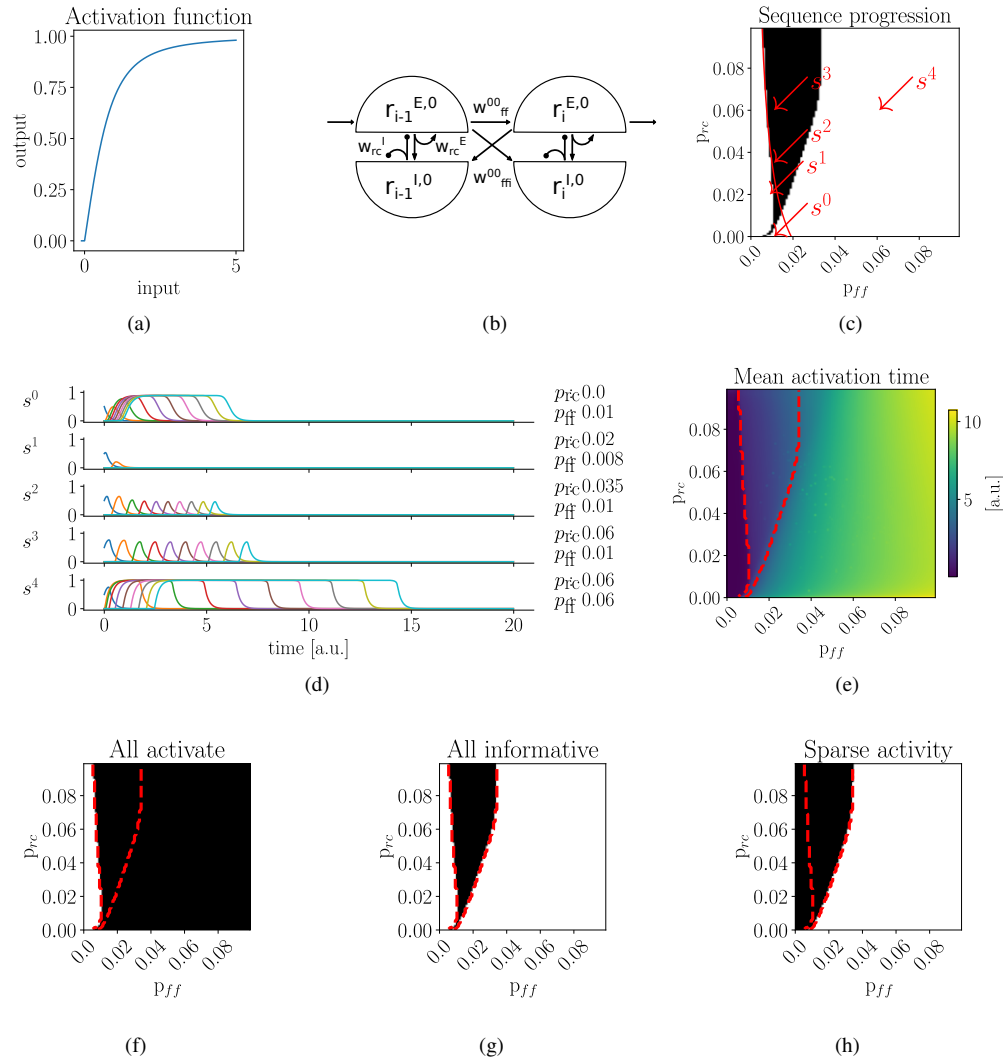 Activation function
1.00
0.75
0.50
0.25
0.00
output
0
5
input
(a)
r_{i-1}^{E,0}
w^{00}_{ff}
r_i^{E,0}
w_{rc}^I
w_{rc}^E
r_{i-1}^{I,0}
w^{00}_{ffi}
r_i^{I,0}
(b)
Sequence progression
0.08
0.06
0.04
0.02
0.00
p_{rc}
s^3
s^4
s^2
s^1
s^0
0.0
0.02
0.04
0.06
0.08
p_{ff}
(c)
s^0
1
0
p_{rc}: 0.0
p_{ff}: 0.01
s^1
1
0
p_{rc}: 0.02
p_{ff}: 0.008
s^2
1
0
p_{rc}: 0.035
p_{ff}: 0.01
s^3
1
0
p_{rc}: 0.06
p_{ff}: 0.01
s^4
1
0
p_{rc}: 0.06
p_{ff}: 0.06
0
5
10
15
20
time [a.u.]
(d)
Mean activation time
0.08
0.06
0.04
0.02
0.00
p_{rc}
0.0
0.02
0.04
0.06
0.08
p_{ff}
10
5
[a.u.]
(e)
All activate
0.08
0.06
0.04
0.02
0.00
p_{rc}
0.0
0.02
0.04
0.06
0.08
p_{ff}
(f)
All informative
0.08
0.06
0.04
0.02
0.00
p_{rc}
0.0
0.02
0.04
0.06
0.08
p_{ff}
(g)
Sparse activity
0.08
0.06
0.04
0.02
0.00
p_{rc}
0.0
0.02
0.04
0.06
0.08
p_{ff}
(h)